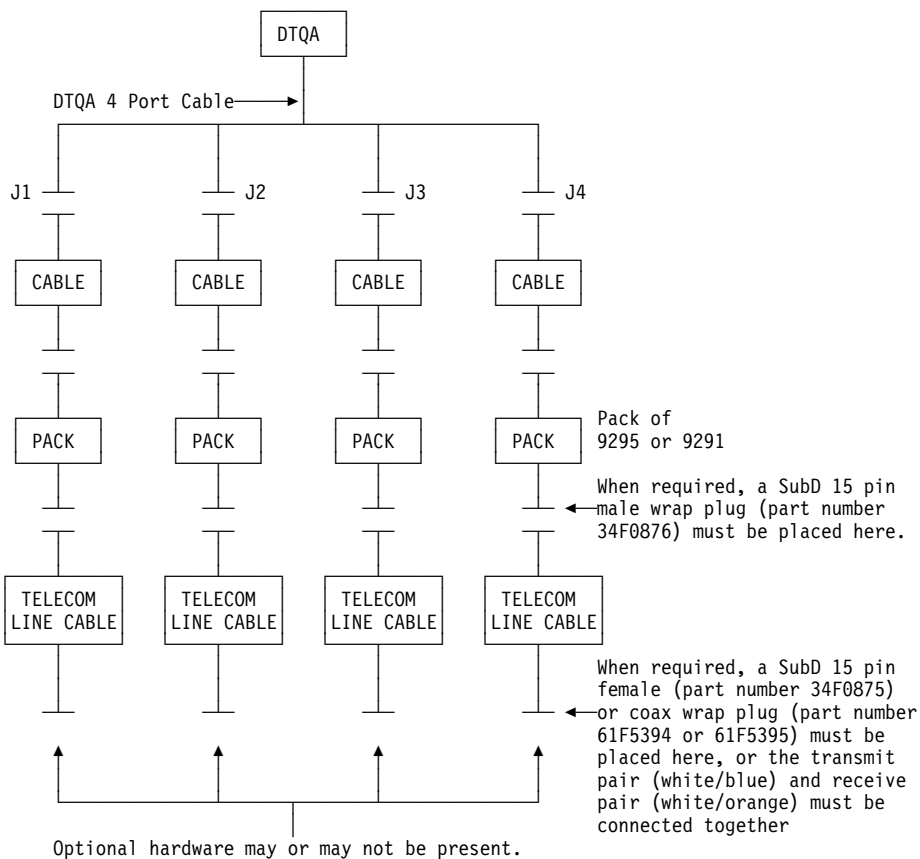 DTQA
DTQA 4 Port Cable
J1
J2
J3
J4
CABLE
CABLE
CABLE
CABLE
PACK
PACK
PACK
PACK
Pack of
9295 or 9291
When required, a SubD 15 pin
male wrap plug (part number
34F0876) must be placed here.
TELECOM
LINE CABLE
TELECOM
LINE CABLE
TELECOM
LINE CABLE
TELECOM
LINE CABLE
When required, a SubD 15 pin
female (part number 34F0875)
or coax wrap plug (part number
61F5394 or 61F5395) must be
placed here, or the transmit
pair (white/blue) and receive
pair (white/orange) must be
connected together
Optional hardware may or may not be present.